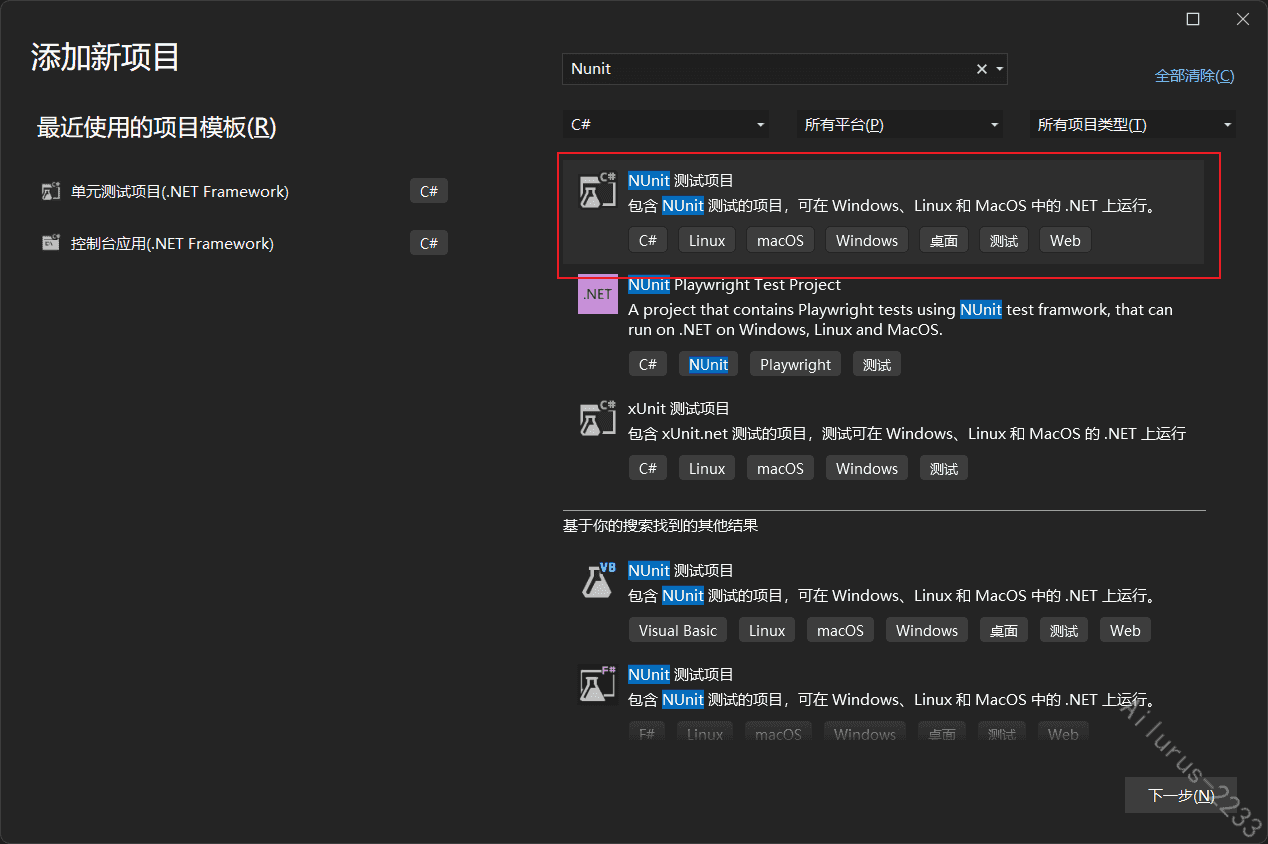 添加新项目
Nunit
全部清除(C)
最近使用的项目模板(R)
C#
所有平台(P)
所有项目类型(T)
单元测试项目(.NET Framework)
C#
控制台应用(.NET Framework)
C#
C#
NUnit 测试项目
包含 NUnit 测试的项目，可在 Windows、Linux 和 MacOS 中的 .NET 上运行。
C# Linux macOS Windows 桌面 测试 Web
.NET
NUnit Playwright Test Project
A project that contains Playwright tests using NUnit test framwork, that can
run on .NET on Windows, Linux and MacOS.
C# NUnit Playwright 测试
C#
xUnit 测试项目
包含 xUnit.net 测试的项目，测试可在 Windows、Linux 和 MacOS 的 .NET 上运行
C# Linux macOS Windows 测试
基于你的搜索找到的其他结果
VB
NUnit 测试项目
包含 NUnit 测试的项目，可在 Windows、Linux 和 MacOS 中的 .NET 上运行。
Visual Basic Linux macOS Windows 桌面 测试 Web
F#
NUnit 测试项目
包含 NUnit 测试的项目，可在 Windows、Linux 和 MacOS 中的 .NET 上运行。
F# Linux macOS Windows 桌面 测试 Web
下一步(N)
Ailurus-2233